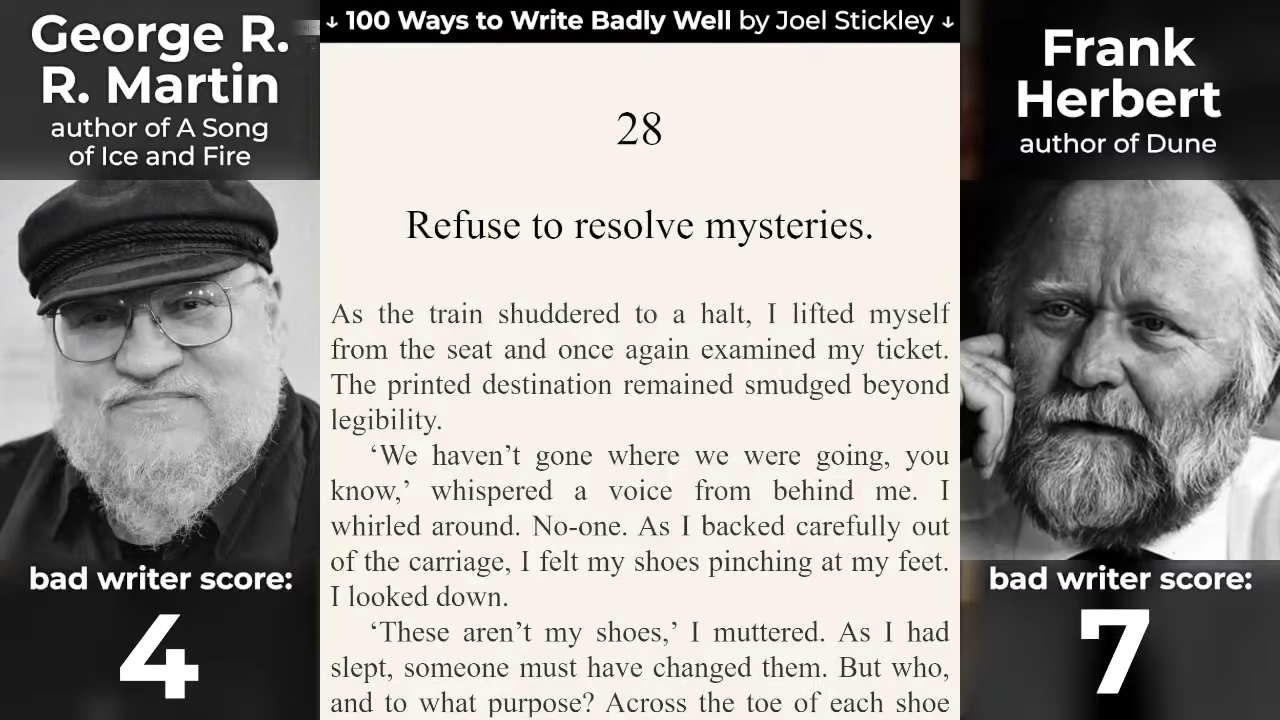 George R.
R. Martin
author of A Song
of Ice and Fire
bad writer score:
4
↓ 100 Ways to Write Badly Well by Joel Stickley ↓
28
Refuse to resolve mysteries.
As the train shuddered to a halt, I lifted myself
from the seat and once again examined my ticket.
The printed destination remained smudged beyond
legibility.
‘We haven’t gone where we were going, you
know,’ whispered a voice from behind me. I
whirled around. No-one. As I backed carefully out
of the carriage, I felt my shoes pinching at my feet.
I looked down.
‘These aren’t my shoes,’ I muttered. As I had
slept, someone must have changed them. But who,
and to what purpose? Across the toe of each shoe
Frank
Herbert
author of Dune
bad writer score:
7